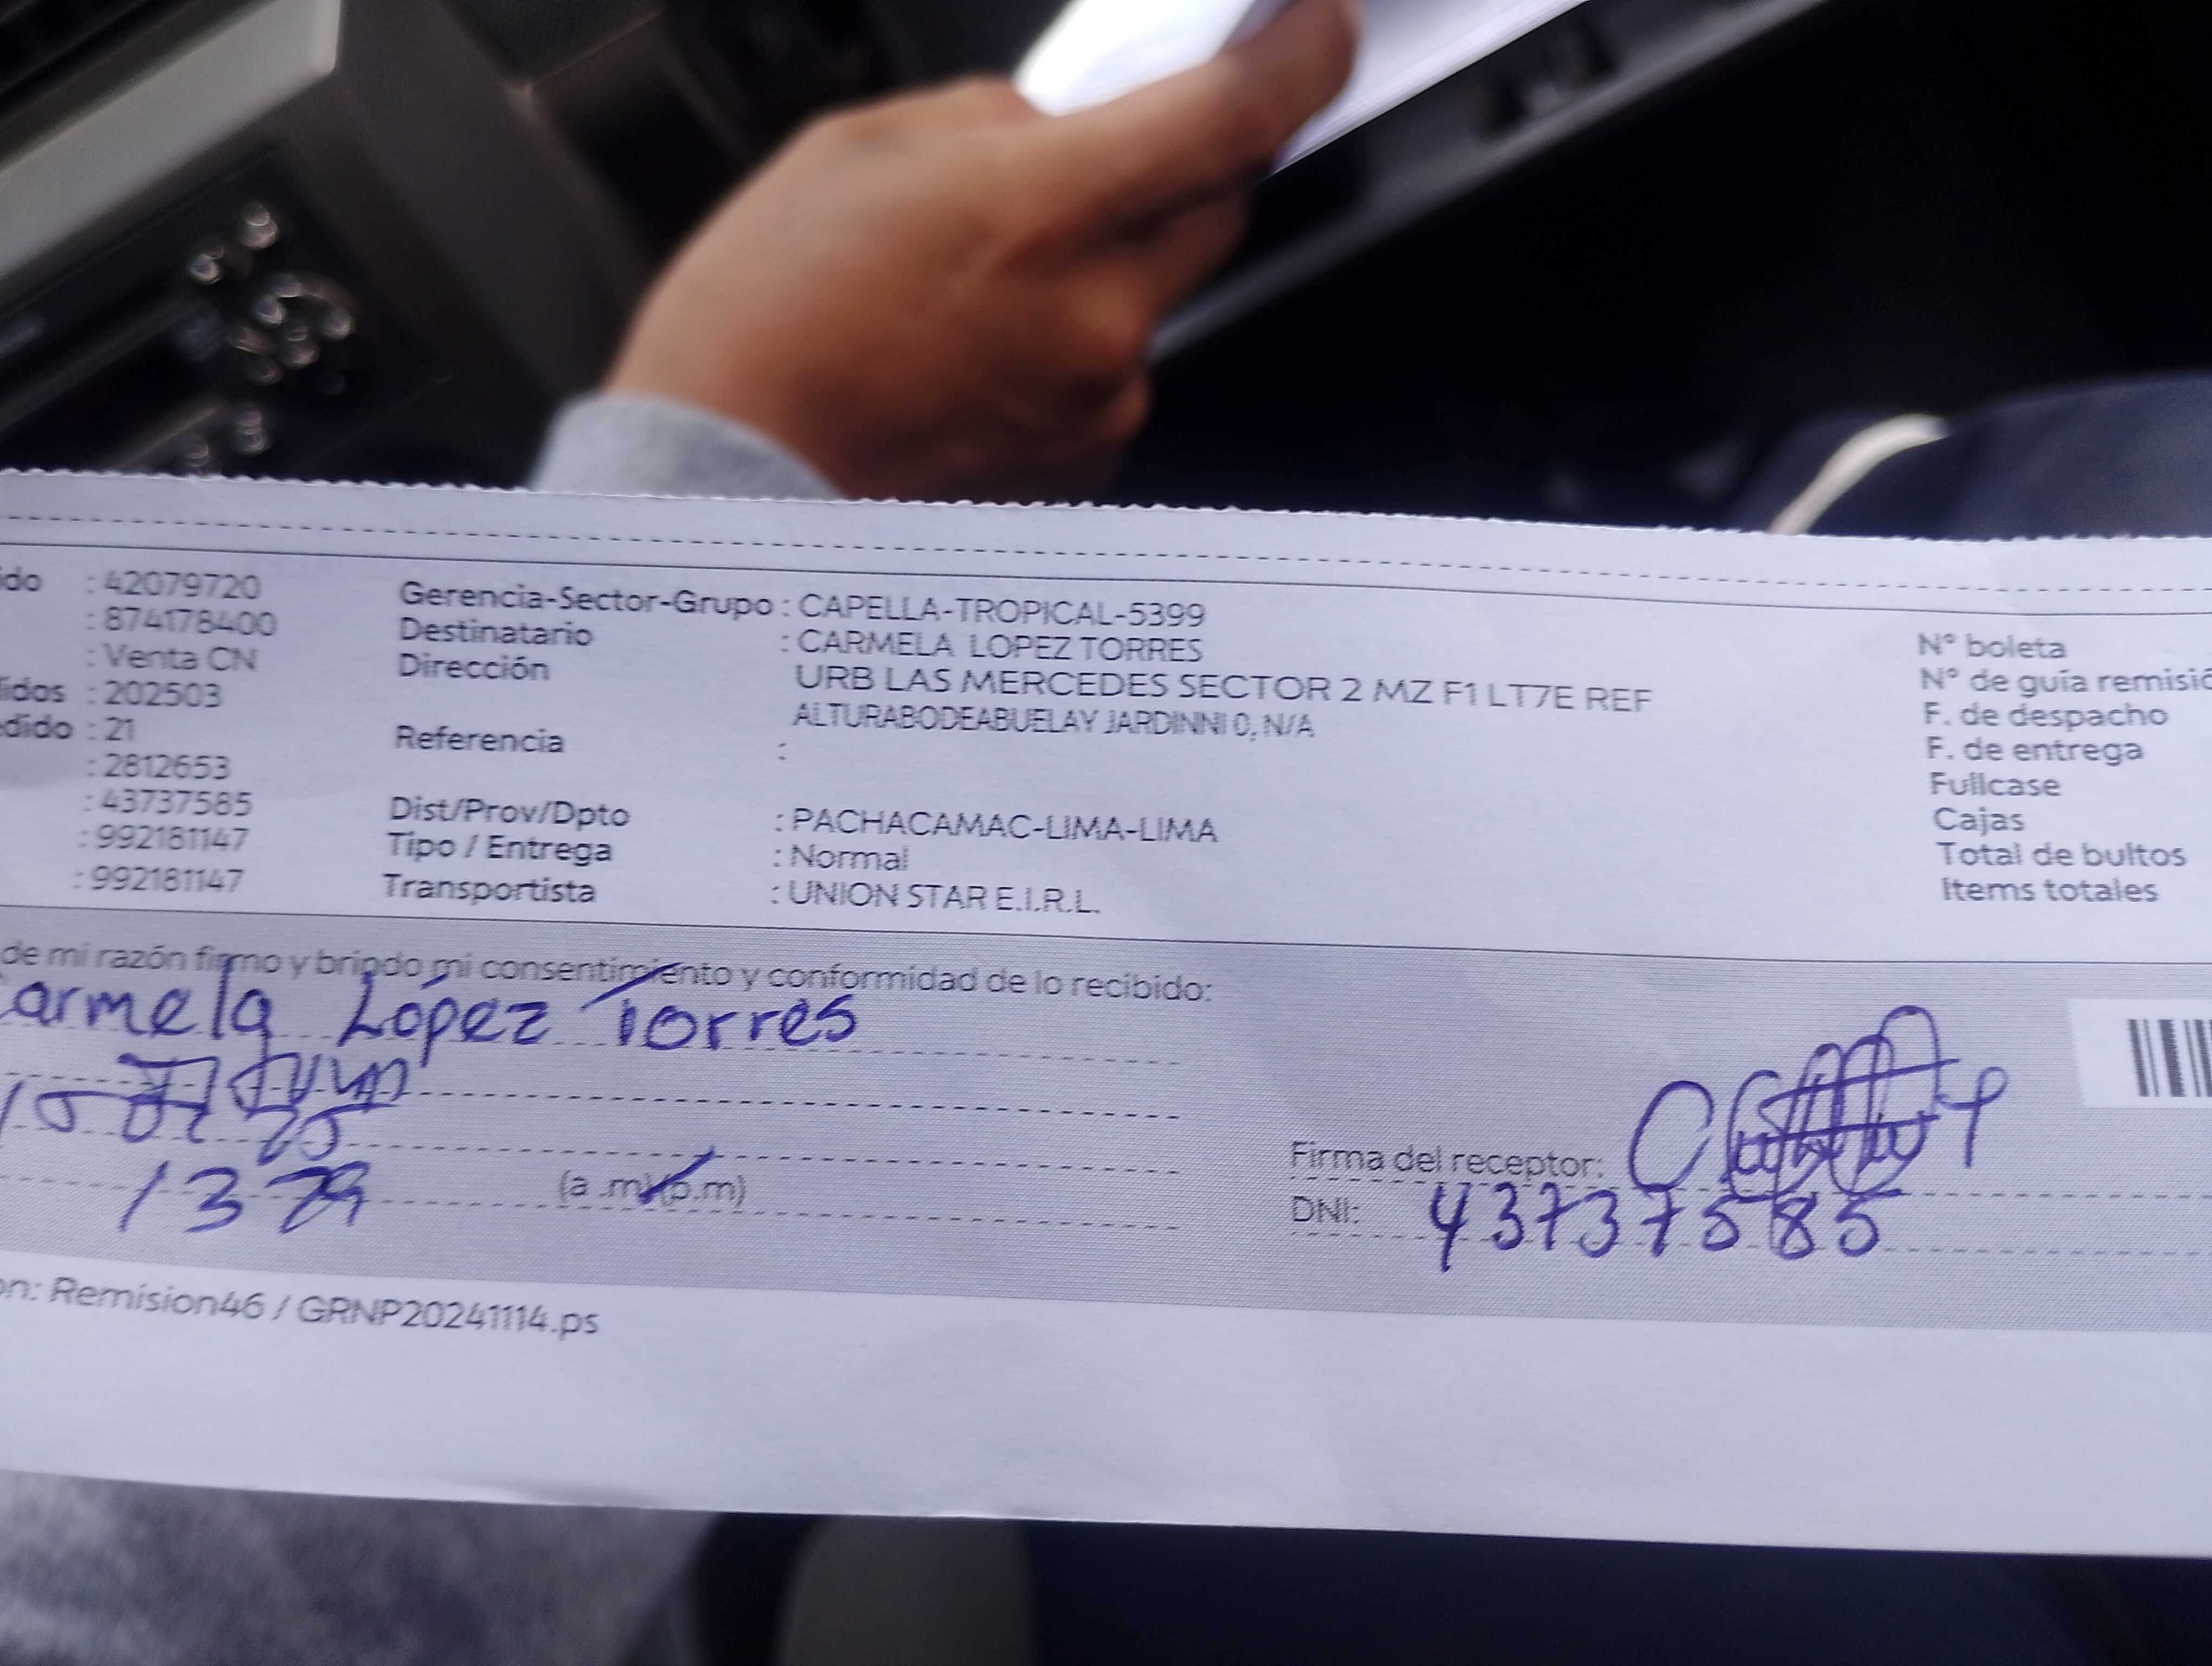 ido : 42079720
: 874178400
: Venta CN
didos : 202503
edido : 21
: 2812653
: 43737585
: 992181147
: 992181147
Gerencia-Sector-Grupo : CAPELLA-TROPICAL-5399
Destinatario : CARMELA LOPEZ TORRES
Dirección URB LAS MERCEDES SECTOR 2 MZ F1 LT7E REF
ALTURABODEABUELAY JARDINNI 0, N/A
Referencia :
Dist/Prov/Dpto : PACHACAMAC-LIMA-LIMA
Tipo / Entrega : Normal
Transportista : UNION STAR E.I.R.L.
N° boleta
N° de guía remisió
F. de despacho
F. de entrega
Fullcase
Cajas
Total de bultos
Items totales
de mi razón firmo y brindo mi consentimiento y conformidad de lo recibido:
Carmela López Torres
(a .m) (p.m)
Firma del receptor:
DNI: 43737585
on: Remision46 / GRNP20241114.ps